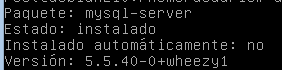 Paquete: mysql-server
Estado: instalado
Instalado automáticamente: no
Versión: 5.5.40-0+wheezy1